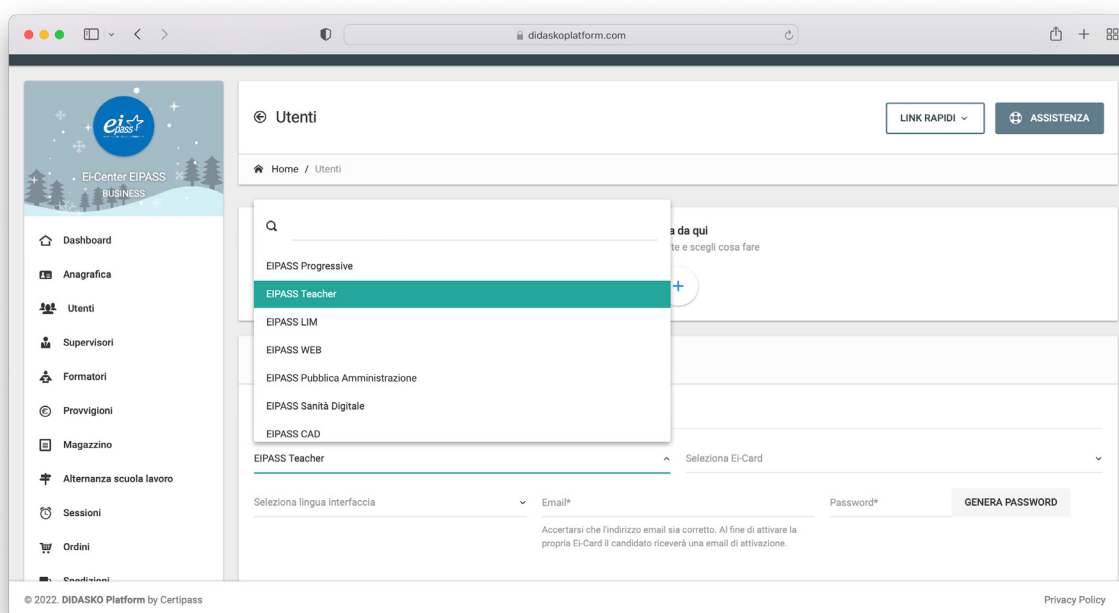 didaskoplatform.com
ei pass
Ei-Center EIPASS
BUSINESS
Dashboard
Anagrafica
Utenti
Supervisori
Formatori
Provvigioni
Magazzino
Alternanza scuola lavoro
Sessioni
Ordini
Spedizioni
Utenti
LINK RAPIDI
ASSISTENZA
Home / Utenti
a da qui
te e scegli cosa fare
EIPASS Progressive
EIPASS Teacher
EIPASS LIM
EIPASS WEB
EIPASS Pubblica Amministrazione
EIPASS Sanità Digitale
EIPASS CAD
EIPASS Teacher
Seleziona Ei-Card
Seleziona lingua interfaccia
Email*
Password*
GENERA PASSWORD
Accertarsi che l'indirizzo email sia corretto. Al fine di attivare la
propria Ei-Card il candidato riceverà una email di attivazione.
© 2022. DIDASKO Platform by Certipass
Privacy Policy